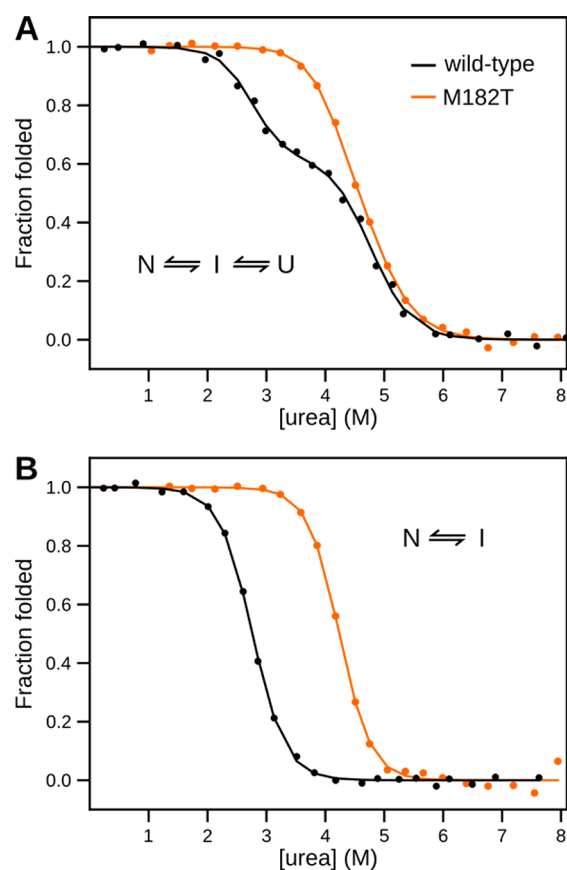 A
1.0
0.8
0.6
0.4
0.2
0.0
Fraction folded
wild-type
M182T
N ⇌ I ⇌ U
1 2 3 4 5 6 7 8
[urea] (M)
B
1.0
0.8
0.6
0.4
0.2
0.0
Fraction folded
N ⇌ I
1 2 3 4 5 6 7 8
[urea] (M)